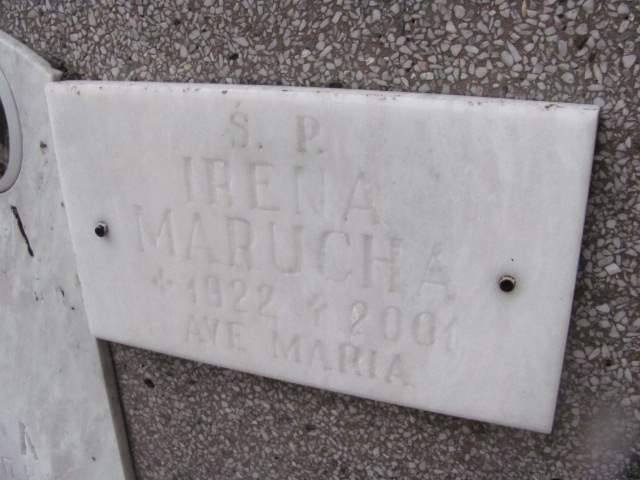 Ś. P.
IRENA
MARUCHA
* 1922 + 2001
AVE MARIA